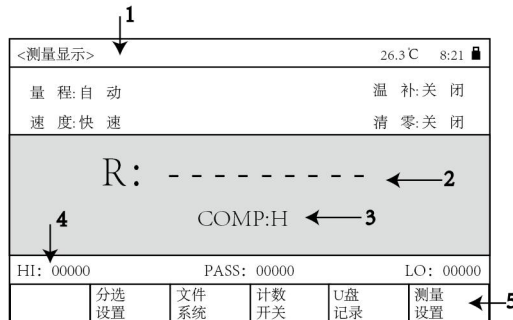 1
<测量显示> 26.3℃ 8:21
量 程:自 动 温 补:关 闭
速 度:快 速 清 零:关 闭
R: - - - - - - - - - 2
COMP:H 3
4
HI: 00000 PASS: 00000 LO: 00000
分选 文件 计数 U盘 测量 5
设置 系统 开关 记录 设置